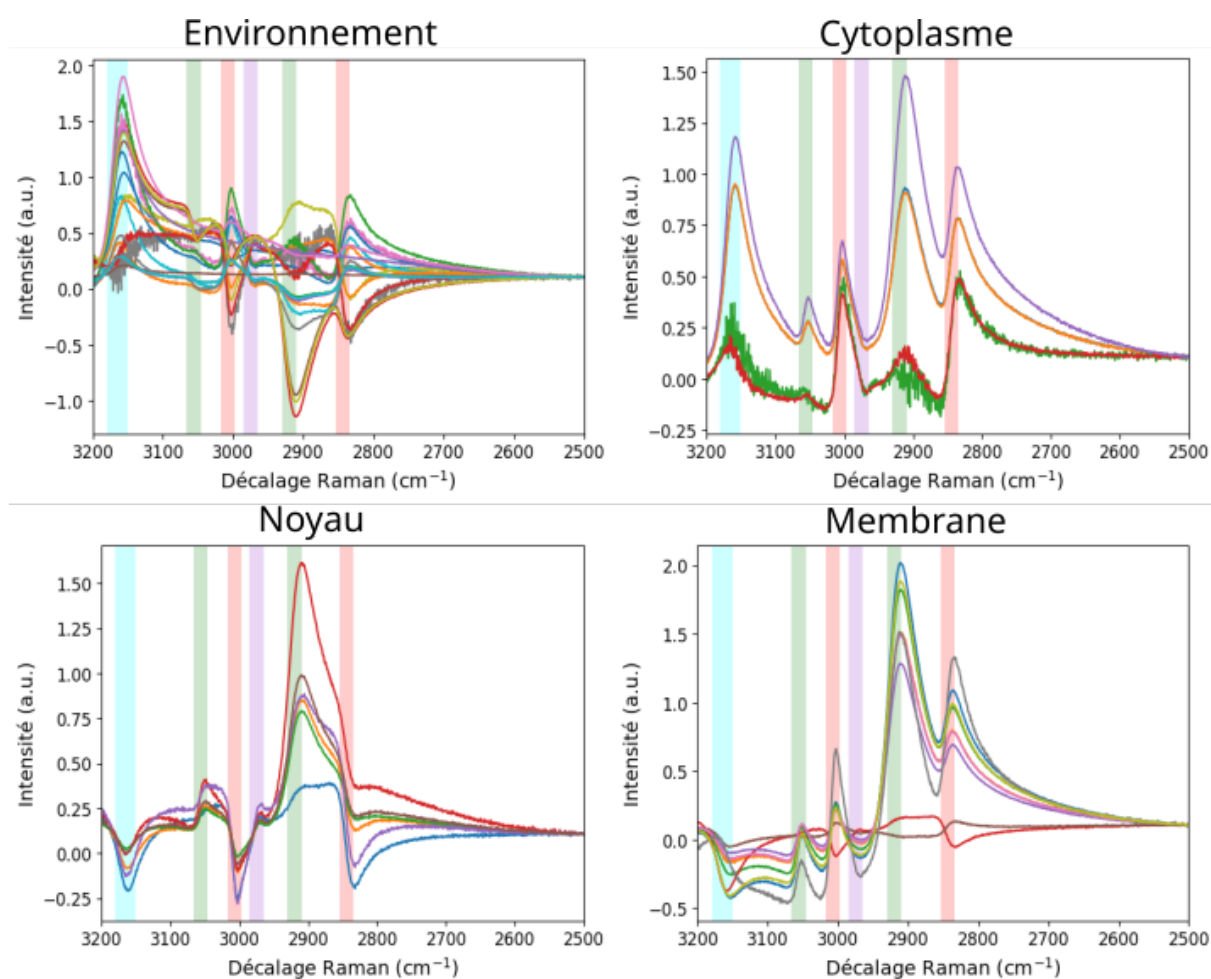 Environnement
2.0
1.5
1.0
0.5
0.0
−0.5
−1.0
Intensité (a.u.)
3200 3100 3000 2900 2800 2700 2600 2500
Décalage Raman (cm⁻¹)
Cytoplasme
1.50
1.25
1.00
0.75
0.50
0.25
0.00
−0.25
Intensité (a.u.)
3200 3100 3000 2900 2800 2700 2600 2500
Décalage Raman (cm⁻¹)
Noyau
1.50
1.25
1.00
0.75
0.50
0.25
0.00
−0.25
Intensité (a.u.)
3200 3100 3000 2900 2800 2700 2600 2500
Décalage Raman (cm⁻¹)
Membrane
2.0
1.5
1.0
0.5
0.0
−0.5
Intensité (a.u.)
3200 3100 3000 2900 2800 2700 2600 2500
Décalage Raman (cm⁻¹)